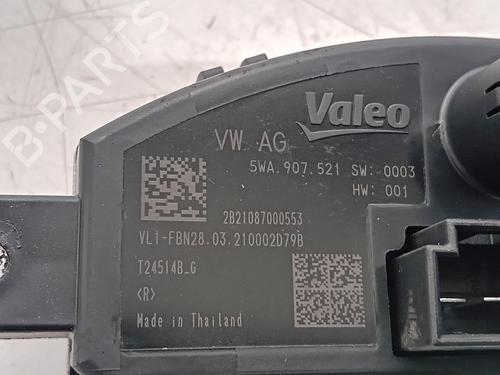 Valeo
VW AG
5WA.907.521 SW: 0003
HW: 001
2B21087000553
VL1-FBN28.03.210002D79B
T24514B_G
<R>
Made in Thailand
B-PARTS